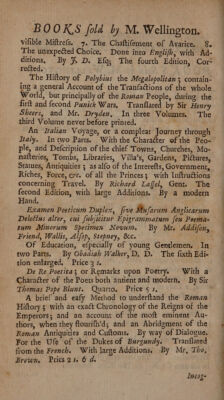 BOOKS sold by M. Wellington.
visible Mistress. 7. The Chastisement of Avarice. 8.
The unexpected Choice. Done into English, with Ad-
ditions. By J. D. Esq; The fourth Edition, Cor-
rected.
The History of Polybius the Megalopolitan; contain-
ing a general Account of the Transactions of the whole
World, but principally of the Roman People, during the
first and second Punick Wars. Translated by Sir Henry
Sheers, and Mr. Dryden. In three Volumes. The
third Volume never before printed.
An Italian Voyage, or a compleat Journey through
Italy. In two Parts. With the Character of the Peo-
ple, and Description of the chief Towns, Churches, Mo-
nasteries, Tombs, Libraries, Villa's, Gardens, Pictures,
Statues, Antiquities; as also of the Interest, Government,
Riches, Force, &c. of all the Princes; with Instructions
concerning Travel. By Richard Lassel, Gent. The
second Edition, with large Additions. By a modern
Hand.
Examen Poeticum Duplex, sive Musarum Anglicarum
Delectus alter, cui subjicitur Epigrammatum seu Poema-
tum Minorum Specimen Novum. By Mr. Addison,
Friend, Wallis, Alsop, Stepney, &c.
Of Education, especially of young Gentlemen. In
two Parts. By Obadiah Walker, D. D. The sixth Edi-
tion enlarged. Price 3 s.
De Re Poetica; or Remarks upon Poetry. With a
Character of the Poets both antient and modern. By Sir
Thomas Pope Blunt. Quarto. Price 5 s.
A brief and easy Method to understand the Roman
History; with an exact Chronology of the Reigns of the
Emperors; and an account of the most eminent
Authors, when they flourish'd; and an Abridgment of the
Roman Antiquities and Customs. By way of Dialogue.
For the Use of the Dukes of Burgundy. Translated
from the French. With large Additions. By Mr. Tho.
Brown. Price 2 s. 6 d.